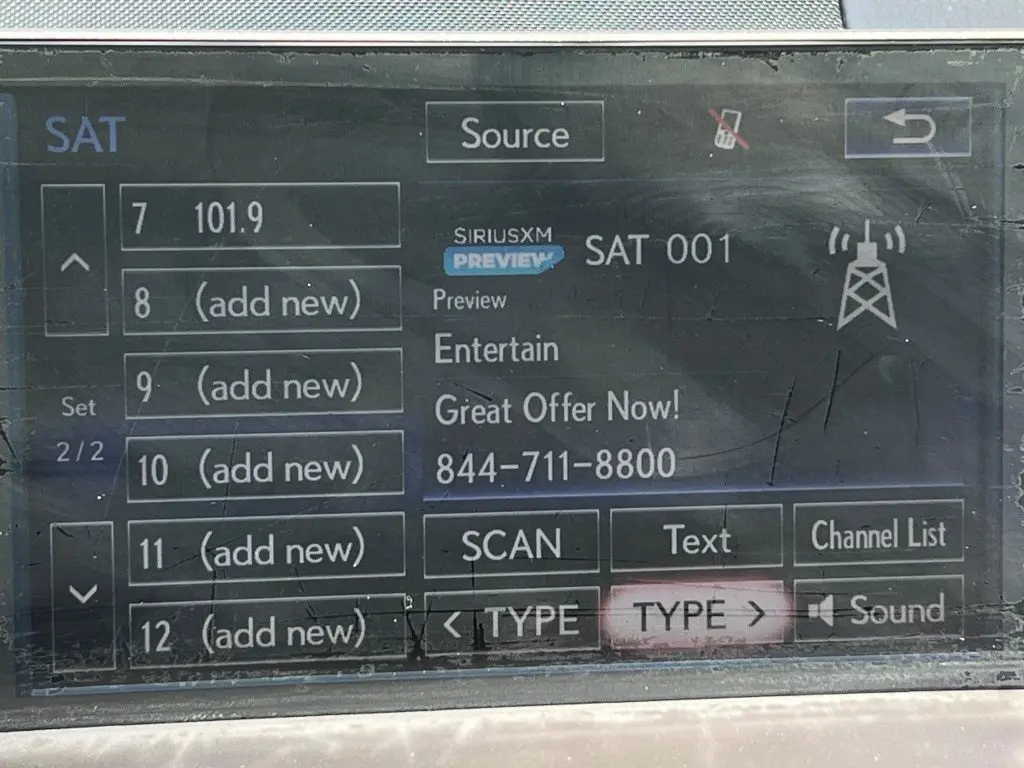 SAT
Source
7 101.9
8 (add new)
9 (add new)
Set
2/2
10 (add new)
11 (add new)
12 (add new)
SIRIUSXM
PREVIEW
SAT 001
Preview
Entertain
Great Offer Now!
844-711-8800
SCAN
Text
Channel List
< TYPE
TYPE >
Sound